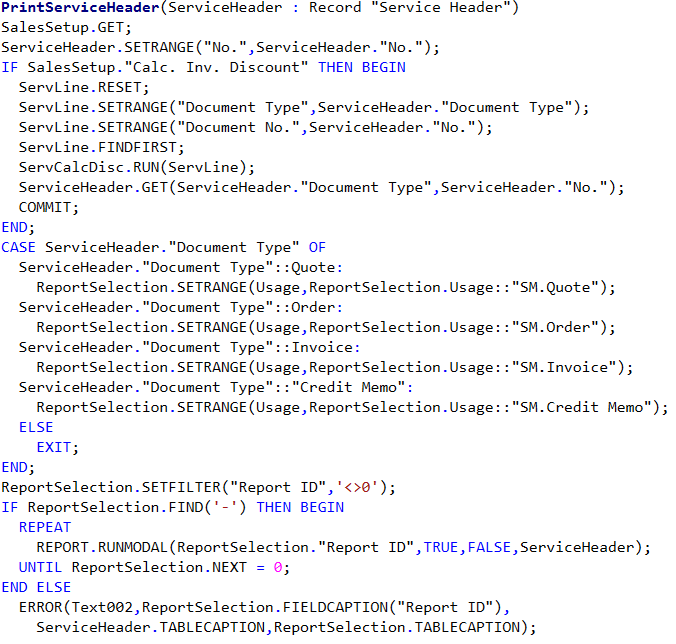 PrintServiceHeader(ServiceHeader : Record "Service Header")
SalesSetup.GET;
ServiceHeader.SETRANGE("No.",ServiceHeader."No.");
IF SalesSetup."Calc. Inv. Discount" THEN BEGIN
  ServLine.RESET;
  ServLine.SETRANGE("Document Type",ServiceHeader."Document Type");
  ServLine.SETRANGE("Document No.",ServiceHeader."No.");
  ServLine.FINDFIRST;
  ServCalcDisc.RUN(ServLine);
  ServiceHeader.GET(ServiceHeader."Document Type",ServiceHeader."No.");
  COMMIT;
END;
CASE ServiceHeader."Document Type" OF
  ServiceHeader."Document Type"::Quote:
    ReportSelection.SETRANGE(Usage,ReportSelection.Usage::"SM.Quote");
  ServiceHeader."Document Type"::Order:
    ReportSelection.SETRANGE(Usage,ReportSelection.Usage::"SM.Order");
  ServiceHeader."Document Type"::Invoice:
    ReportSelection.SETRANGE(Usage,ReportSelection.Usage::"SM.Invoice");
  ServiceHeader."Document Type"::"Credit Memo":
    ReportSelection.SETRANGE(Usage,ReportSelection.Usage::"SM.Credit Memo");
  ELSE
    EXIT;
END;
ReportSelection.SETFILTER("Report ID",'<>0');
IF ReportSelection.FIND('-') THEN BEGIN
  REPEAT
    REPORT.RUNMODAL(ReportSelection."Report ID",TRUE,FALSE,ServiceHeader);
  UNTIL ReportSelection.NEXT = 0;
END ELSE
  ERROR(Text002,ReportSelection.FIELDCAPTION("Report ID"),
    ServiceHeader.TABLECAPTION,ReportSelection.TABLECAPTION);